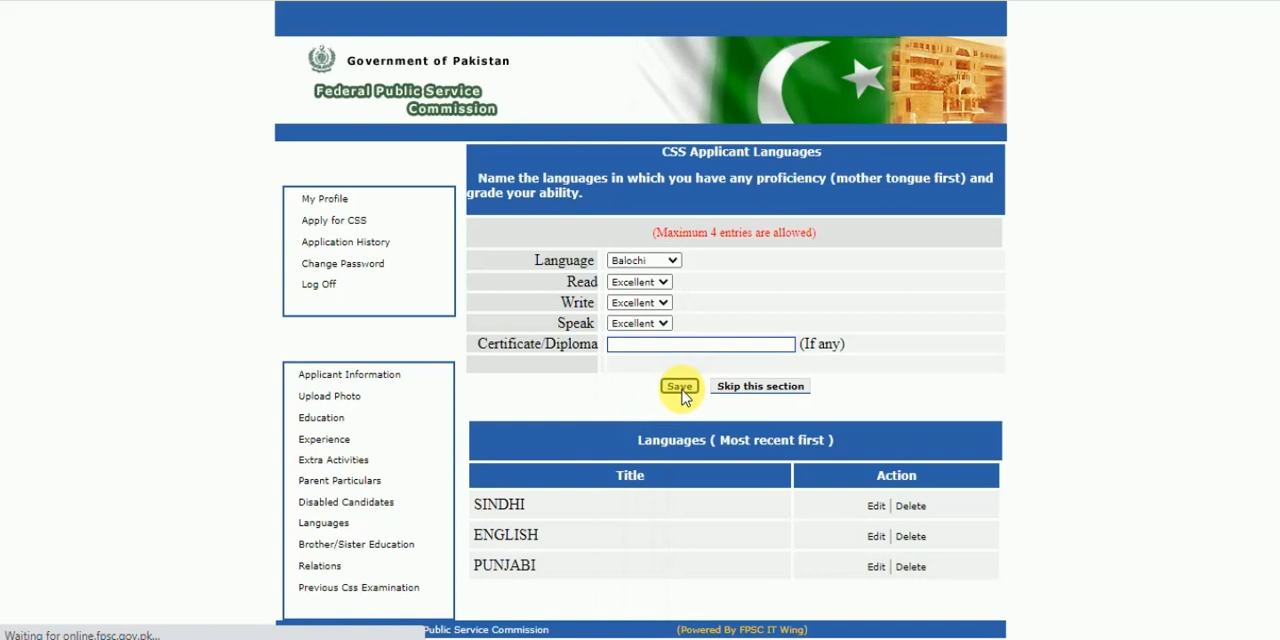 Government of Pakistan
Federal Public Service
Commission
CSS Applicant Languages
Name the languages in which you have any proficiency (mother tongue first) and
grade your ability.
My Profile
Apply for CSS
Application History
Change Password
Log Off
(Maximum 4 entries are allowed)
Language Balochi
Read Excellent
Write Excellent
Speak Excellent
Certificate/Diploma (If any)
Save Skip this section
Applicant Information
Upload Photo
Education
Experience
Extra Activities
Parent Particulars
Disabled Candidates
Languages
Brother/Sister Education
Relations
Previous Css Examination
Languages ( Most recent first )
Title Action
SINDHI Edit | Delete
ENGLISH Edit | Delete
PUNJABI Edit | Delete
Public Service Commission (Powered By FPSC IT Wing)
Waiting for online.fpsc.gov.pk...